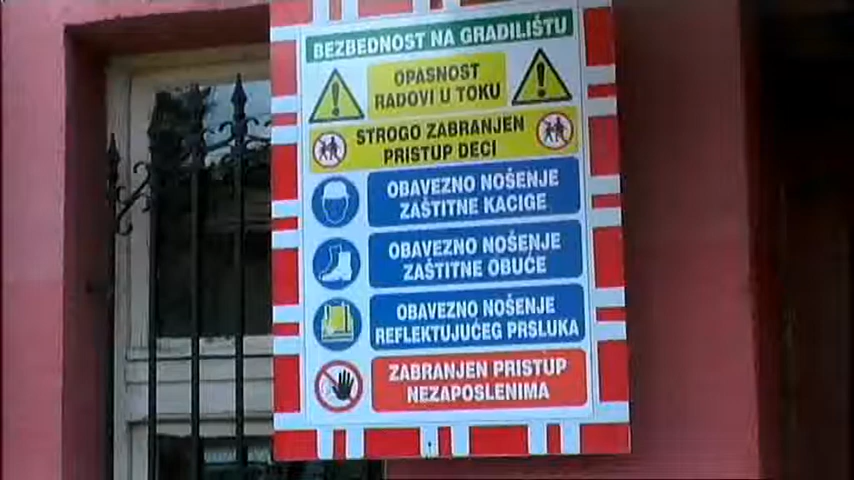 BEZBEDNOST NA GRADILIŠTU
OPASNOST
RADOVI U TOKU
STROGO ZABRANJEN
PRISTUP DECI
OBAVEZNO NOŠENJE
ZAŠTITNE KACIGE
OBAVEZNO NOŠENJE
ZAŠTITNE OBUĆE
OBAVEZNO NOŠENJE
REFLEKTUJUĆEG PRSLUKA
ZABRANJEN PRISTUP
NEZAPOSLENIMA